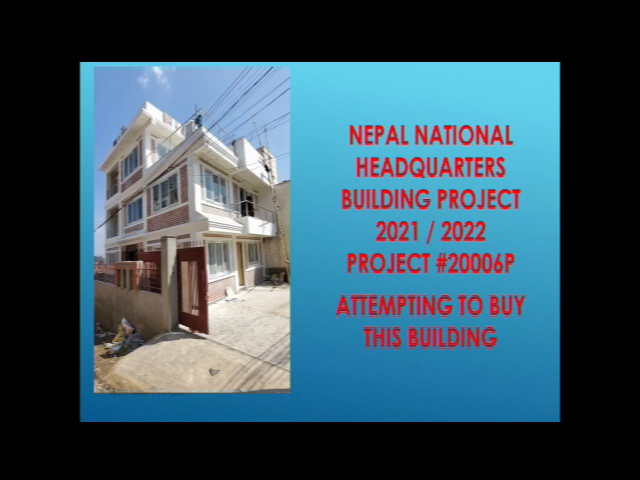 NEPAL NATIONAL
HEADQUARTERS
BUILDING PROJECT
2021 / 2022
PROJECT #20006P
ATTEMPTING TO BUY
THIS BUILDING